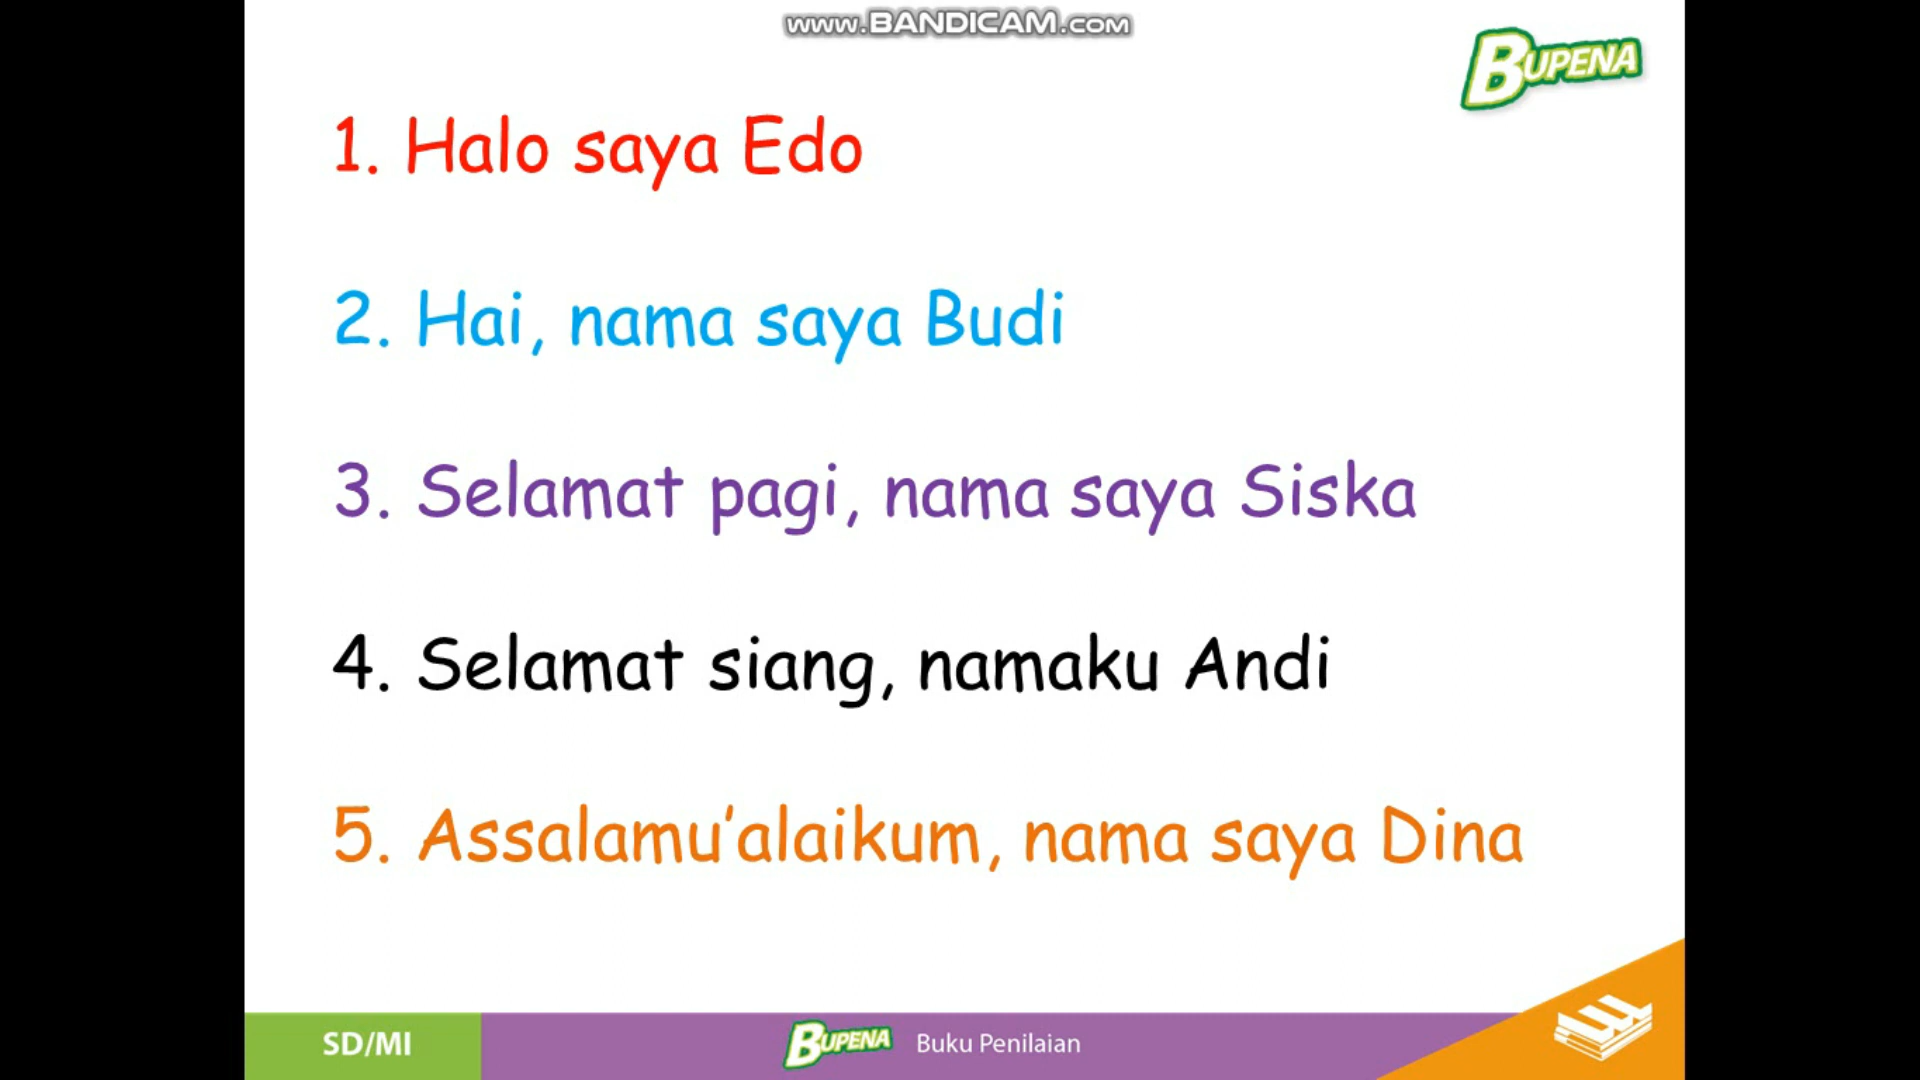 www.BANDICAM.COM
BUPENA
1. Halo saya Edo
2. Hai, nama saya Budi
3. Selamat pagi, nama saya Siska
4. Selamat siang, namaku Andi
5. Assalamu’alaikum, nama saya Dina
SD/MI
BUPENA Buku Penilaian